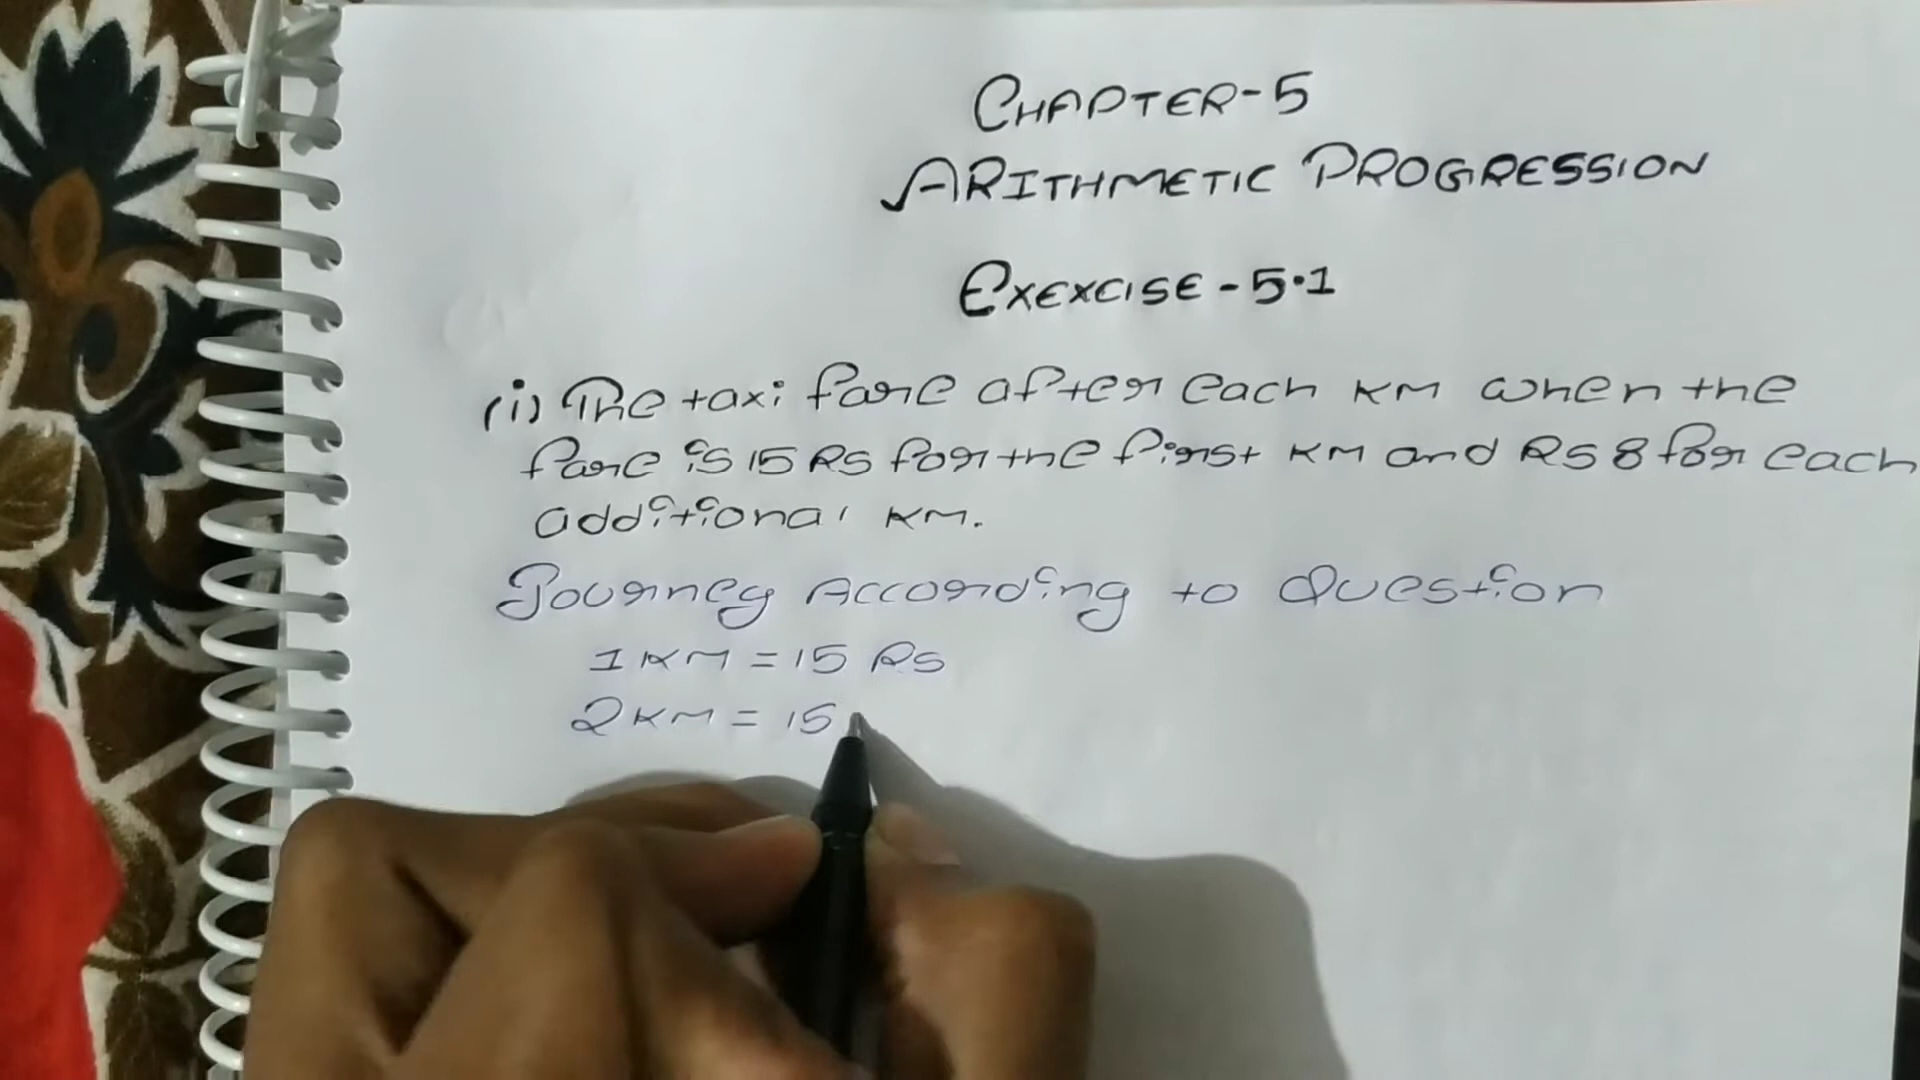 CHAPTER-5
ARITHMETIC PROGRESSION
EXEXCISE-5.1
(i) The taxi fare after each KM when the
fare is 15 RS for the first KM and RS 8 for each
additional KM.
Journey According to Question
1 KM = 15 RS
2 KM = 15